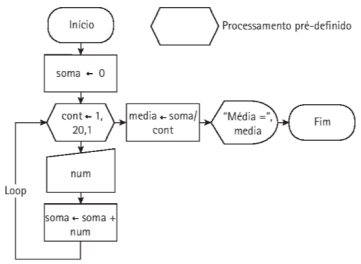 Início
Processamento pré-definido
soma ← 0
cont ← 1,
20,1
media ← soma/
cont
"Média =",
media
Fim
num
Loop
soma ← soma +
num